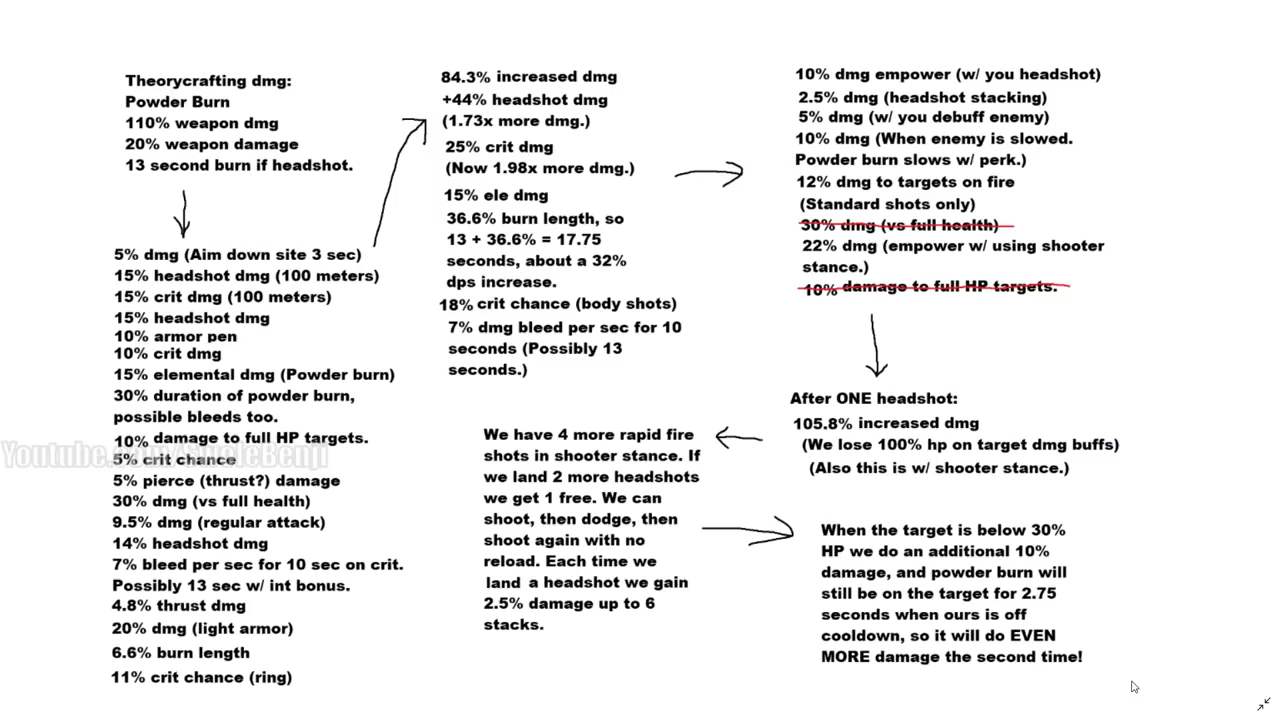 Theorycrafting dmg:
Powder Burn
110% weapon dmg
20% weapon damage
13 second burn if headshot.
5% dmg (Aim down site 3 sec)
15% headshot dmg (100 meters)
15% crit dmg (100 meters)
15% headshot dmg
10% armor pen
10% crit dmg
15% elemental dmg (Powder burn)
30% duration of powder burn,
possible bleeds too.
10% damage to full HP targets.
5% crit chance
5% pierce (thrust?) damage
30% dmg (vs full health)
9.5% dmg (regular attack)
14% headshot dmg
7% bleed per sec for 10 sec on crit.
Possibly 13 sec w/ int bonus.
4.8% thrust dmg
20% dmg (light armor)
6.6% burn length
11% crit chance (ring)
84.3% increased dmg
+44% headshot dmg
(1.73x more dmg.)
25% crit dmg
(Now 1.98x more dmg.)
15% ele dmg
36.6% burn length, so
13 + 36.6% = 17.75
seconds, about a 32%
dps increase.
18% crit chance (body shots)
7% dmg bleed per sec for 10
seconds (Possibly 13
seconds.)
10% dmg empower (w/ you headshot)
2.5% dmg (headshot stacking)
5% dmg (w/ you debuff enemy)
10% dmg (When enemy is slowed.
Powder burn slows w/ perk.)
12% dmg to targets on fire
(Standard shots only)
30% dmg (vs full health)
22% dmg (empower w/ using shooter
stance.)
10% damage to full HP targets.
After ONE headshot:
105.8% increased dmg
(We lose 100% hp on target dmg buffs)
(Also this is w/ shooter stance.)
We have 4 more rapid fire
shots in shooter stance. If
we land 2 more headshots
we get 1 free. We can
shoot, then dodge, then
shoot again with no
reload. Each time we
land a headshot we gain
2.5% damage up to 6
stacks.
When the target is below 30%
HP we do an additional 10%
damage, and powder burn will
still be on the target for 2.75
seconds when ours is off
cooldown, so it will do EVEN
MORE damage the second time!